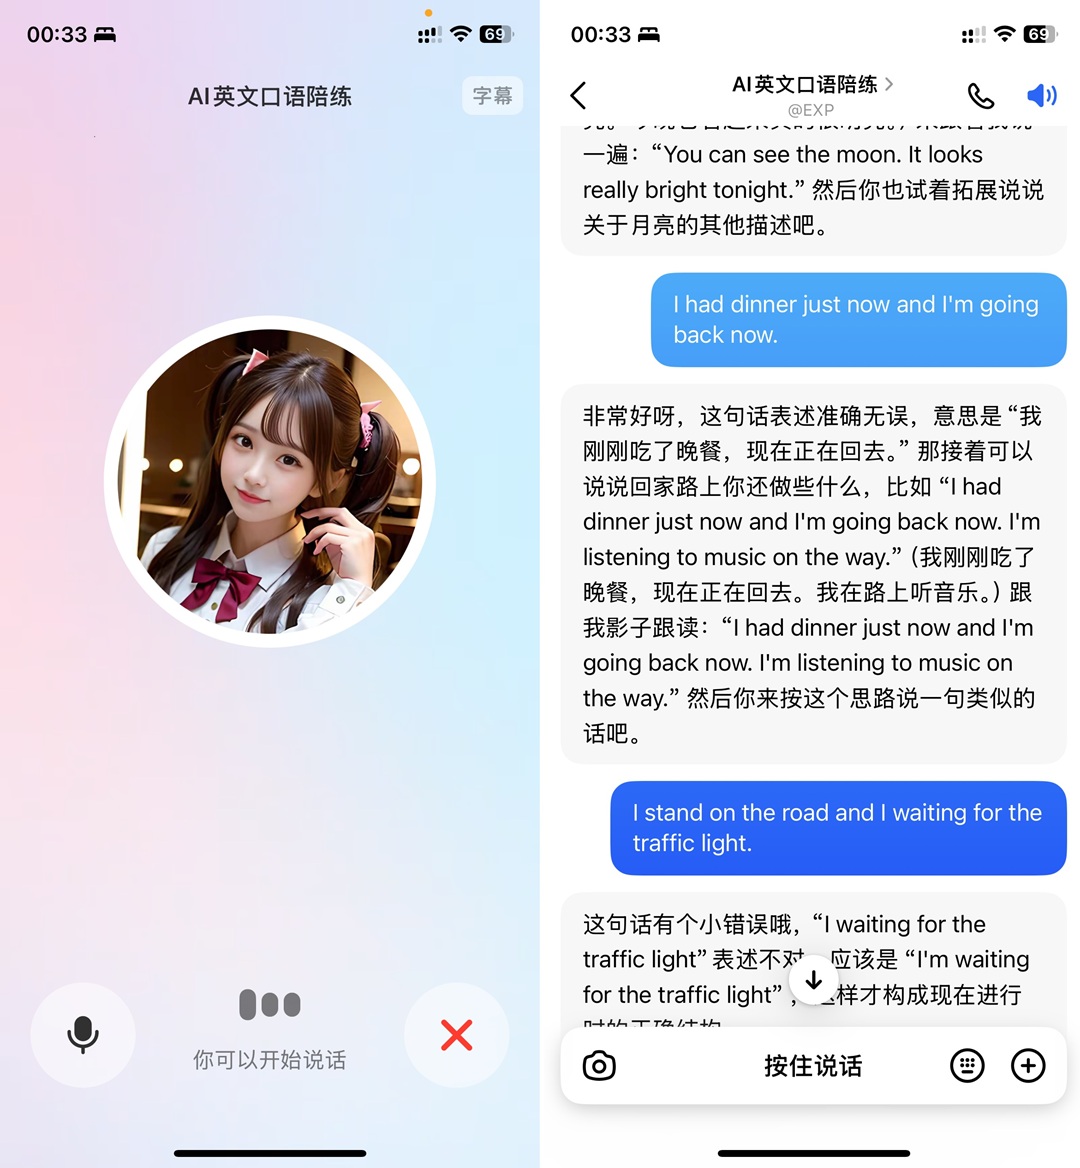 00:33
69
AI英文口语陪练
字幕
你可以开始说话
00:33
69
AI英文口语陪练
@EXP
一遍：“You can see the moon. It looks
really bright tonight.” 然后你也试着拓展说说
关于月亮的其他描述吧。
I had dinner just now and I'm going
back now.
非常好呀，这句话表述准确无误，意思是 “我
刚刚吃了晚餐，现在正在回去。” 那接着可以
说说回家路上你还做些什么，比如 “I had
dinner just now and I'm going back now. I'm
listening to music on the way.”（我刚刚吃了
晚餐，现在正在回去。我在路上听音乐。）跟
我影子跟读：“I had dinner just now and I'm
going back now. I'm listening to music on
the way.” 然后你来按这个思路说一句类似的
话吧。
I stand on the road and I waiting for the
traffic light.
这句话有个小错误哦，“I waiting for the
traffic light” 表述不对，应该是 “I'm waiting
for the traffic light” ，这样才构成现在进行
时的正确结构
按住说话